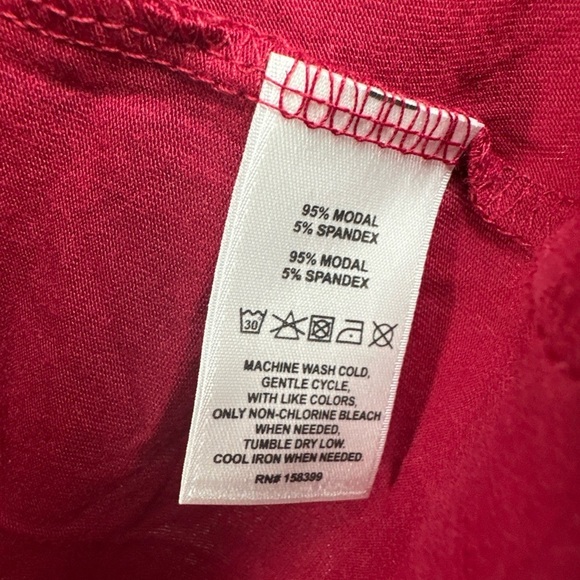 95% MODAL
5% SPANDEX
95% MODAL
5% SPANDEX
30
MACHINE WASH COLD,
GENTLE CYCLE,
WITH LIKE COLORS,
ONLY NON-CHLORINE BLEACH
WHEN NEEDED,
TUMBLE DRY LOW.
COOL IRON WHEN NEEDED.
RN# 158399